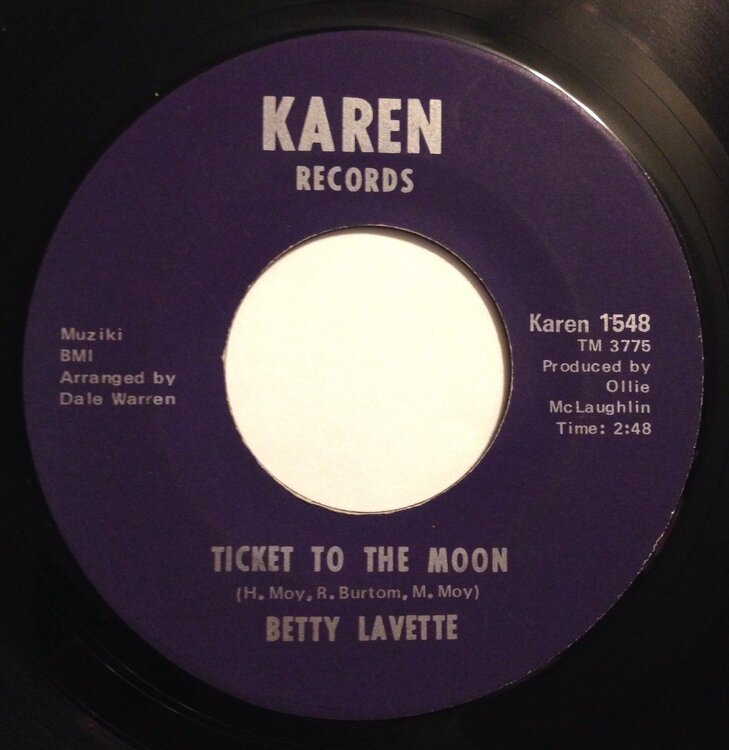 KAREN
RECORDS
Muziki
BMI
Arranged by
Dale Warren
Karen 1548
TM 3775
Produced by
Ollie
McLaughlin
Time: 2:48
TICKET TO THE MOON
(H. Moy, R. Burtom, M. Moy)
BETTY LAVETTE